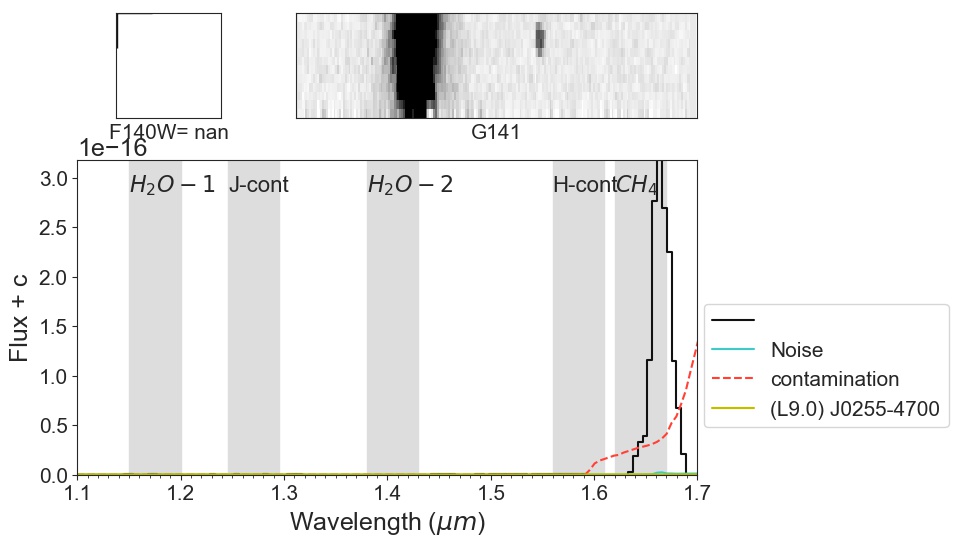 F140W= nan
G141
1e−16
H₂O − 1
J-cont
H₂O − 2
H-cont
CH₄
3.0
2.5
2.0
1.5
1.0
0.5
0.0
Flux + c
1.1
1.2
1.3
1.4
1.5
1.6
1.7
Wavelength (μm)
Noise
contamination
(L9.0) J0255-4700